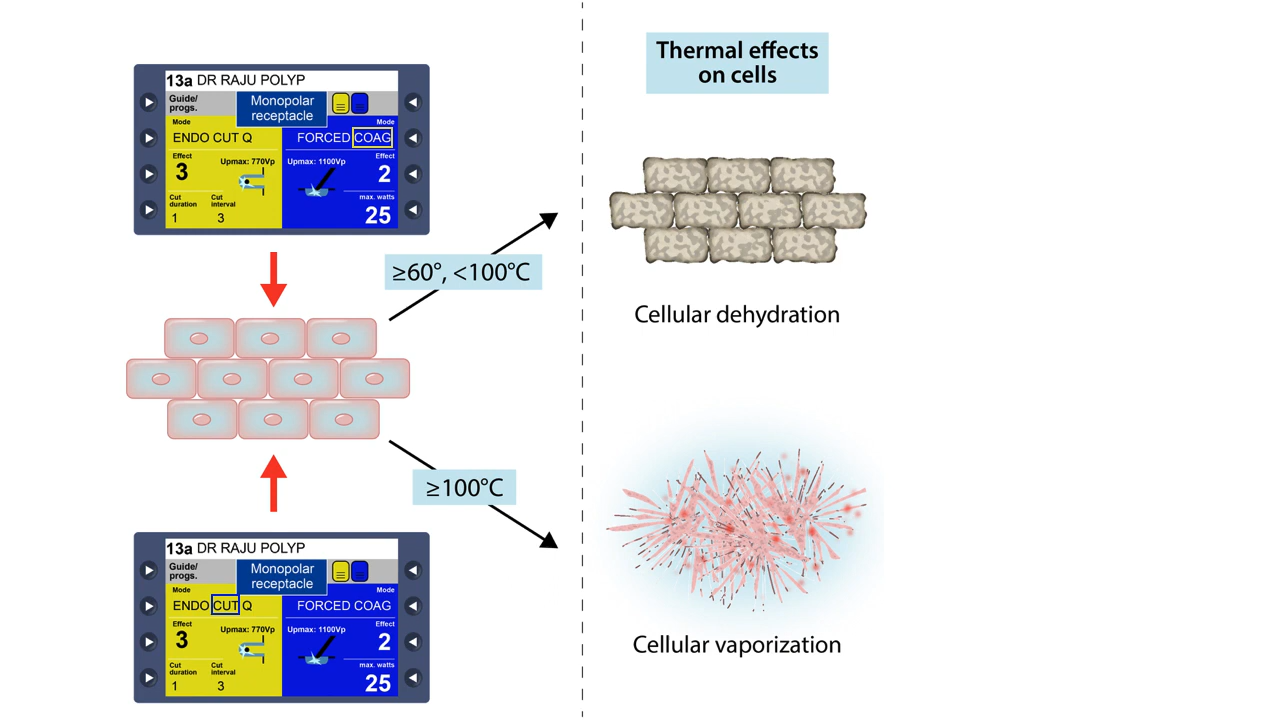 Thermal effects
on cells
13a DR RAJU POLYP
Guide/
progs.
Monopolar
receptacle
Mode
Mode
ENDO CUT Q
FORCED COAG
Effect
3
Upmax: 770Vp
Upmax: 1100Vp
Effect
2
Cut
duration
1
Cut
interval
3
max. watts
25
≥60°, <100°C
Cellular dehydration
≥100°C
Cellular vaporization
13a DR RAJU POLYP
Guide/
progs.
Monopolar
receptacle
Mode
Mode
ENDO CUT Q
FORCED COAG
Effect
3
Upmax: 770Vp
Upmax: 1100Vp
Effect
2
Cut
duration
1
Cut
interval
3
max. watts
25